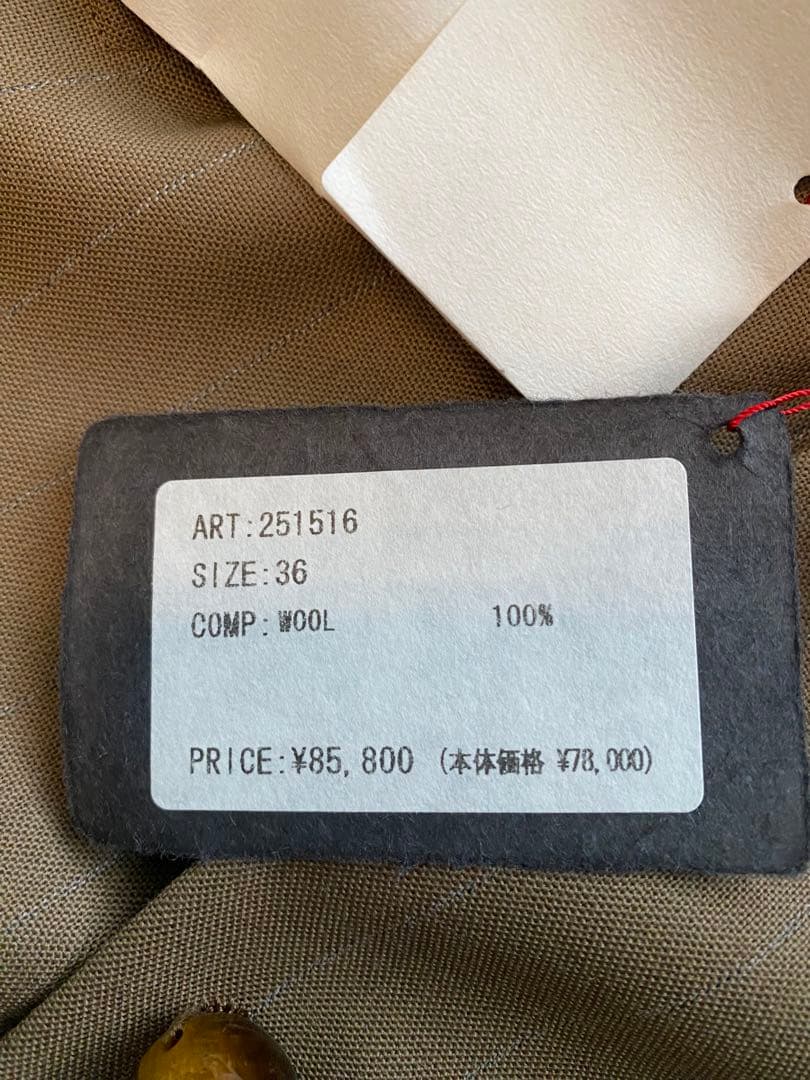 ART:251516
SIZE:36
COMP:WOOL 100%
PRICE:¥85,800 (本体価格 ¥78,000)